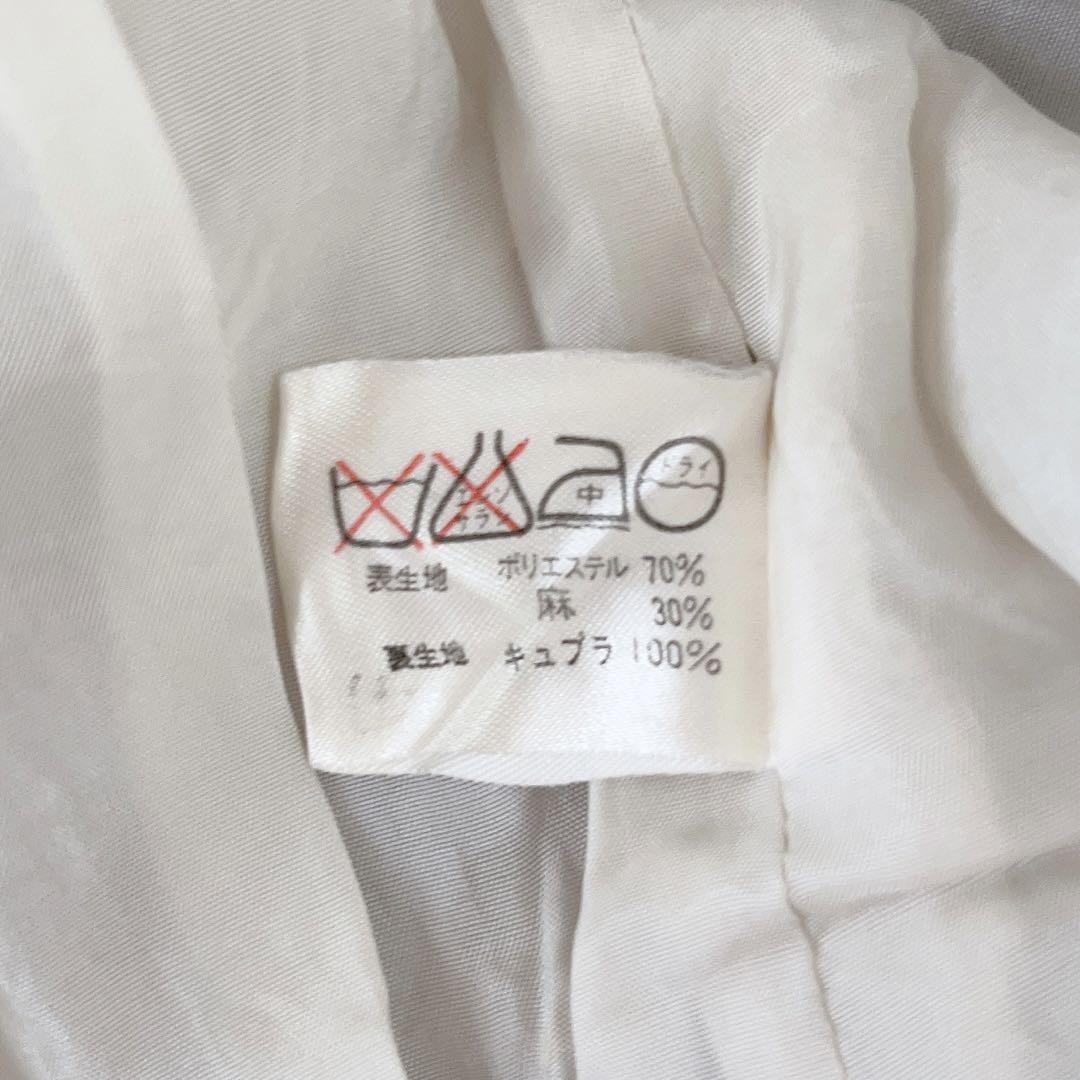 エンソ
サラシ
中
ドライ
表生地 ポリエステル 70%
麻 30%
裏生地 キュプラ 100%